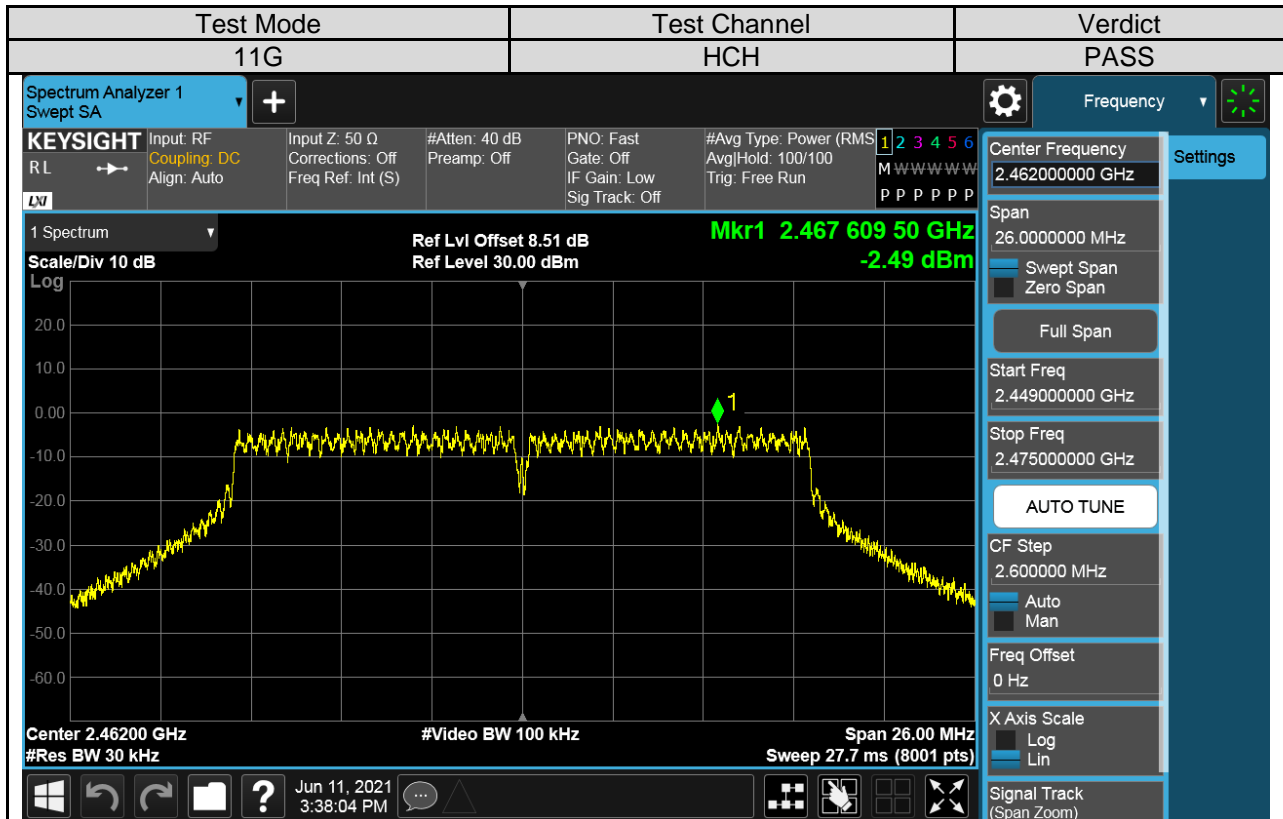 Test Mode Test Channel Verdict
11G HCH PASS
Spectrum Analyzer 1
Swept SA
+
Frequency
KEYSIGHT
RL
LXI
Input: RF
Coupling: DC
Align: Auto
Input Z: 50 Ω
Corrections: Off
Freq Ref: Int (S)
#Atten: 40 dB
Preamp: Off
PNO: Fast
Gate: Off
IF Gain: Low
Sig Track: Off
#Avg Type: Power (RMS
Avg|Hold: 100/100
Trig: Free Run
1 2 3 4 5 6
M W W W W W
P P P P P P
1 Spectrum
Scale/Div 10 dB
Log
Ref Lvl Offset 8.51 dB
Ref Level 30.00 dBm
Mkr1 2.467 609 50 GHz
-2.49 dBm
20.0
10.0
0.00
-10.0
-20.0
-30.0
-40.0
-50.0
-60.0
1
Center 2.46200 GHz
#Res BW 30 kHz
#Video BW 100 kHz
Span 26.00 MHz
Sweep 27.7 ms (8001 pts)
Center Frequency
2.462000000 GHz
Settings
Span
26.0000000 MHz
Swept Span
Zero Span
Full Span
Start Freq
2.449000000 GHz
Stop Freq
2.475000000 GHz
AUTO TUNE
CF Step
2.600000 MHz
Auto
Man
Freq Offset
0 Hz
X Axis Scale
Log
Lin
Signal Track
(Span Zoom)
?
Jun 11, 2021
3:38:04 PM